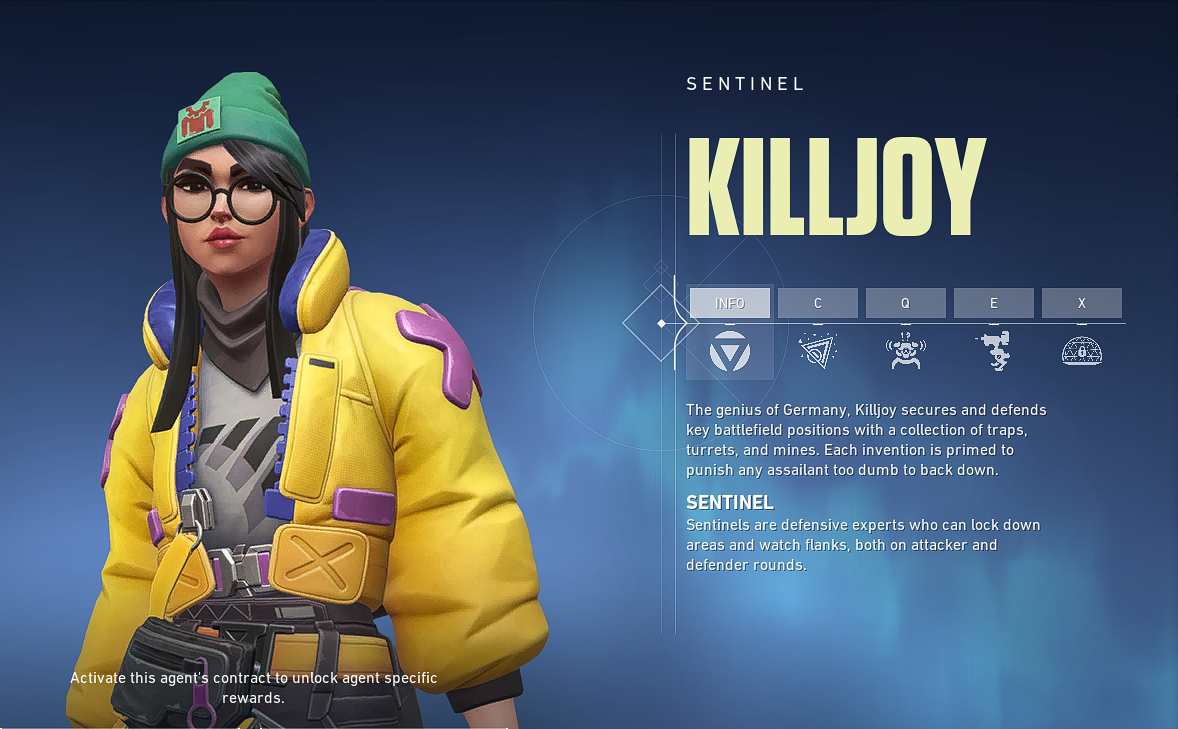 SENTINEL
KILLJOY
INFO
C
Q
E
X
The genius of Germany, Killjoy secures and defends
key battlefield positions with a collection of traps,
turrets, and mines. Each invention is primed to
punish any assailant too dumb to back down.
SENTINEL
Sentinels are defensive experts who can lock down
areas and watch flanks, both on attacker and
defender rounds.
Activate this agent's contract to unlock agent specific
rewards.